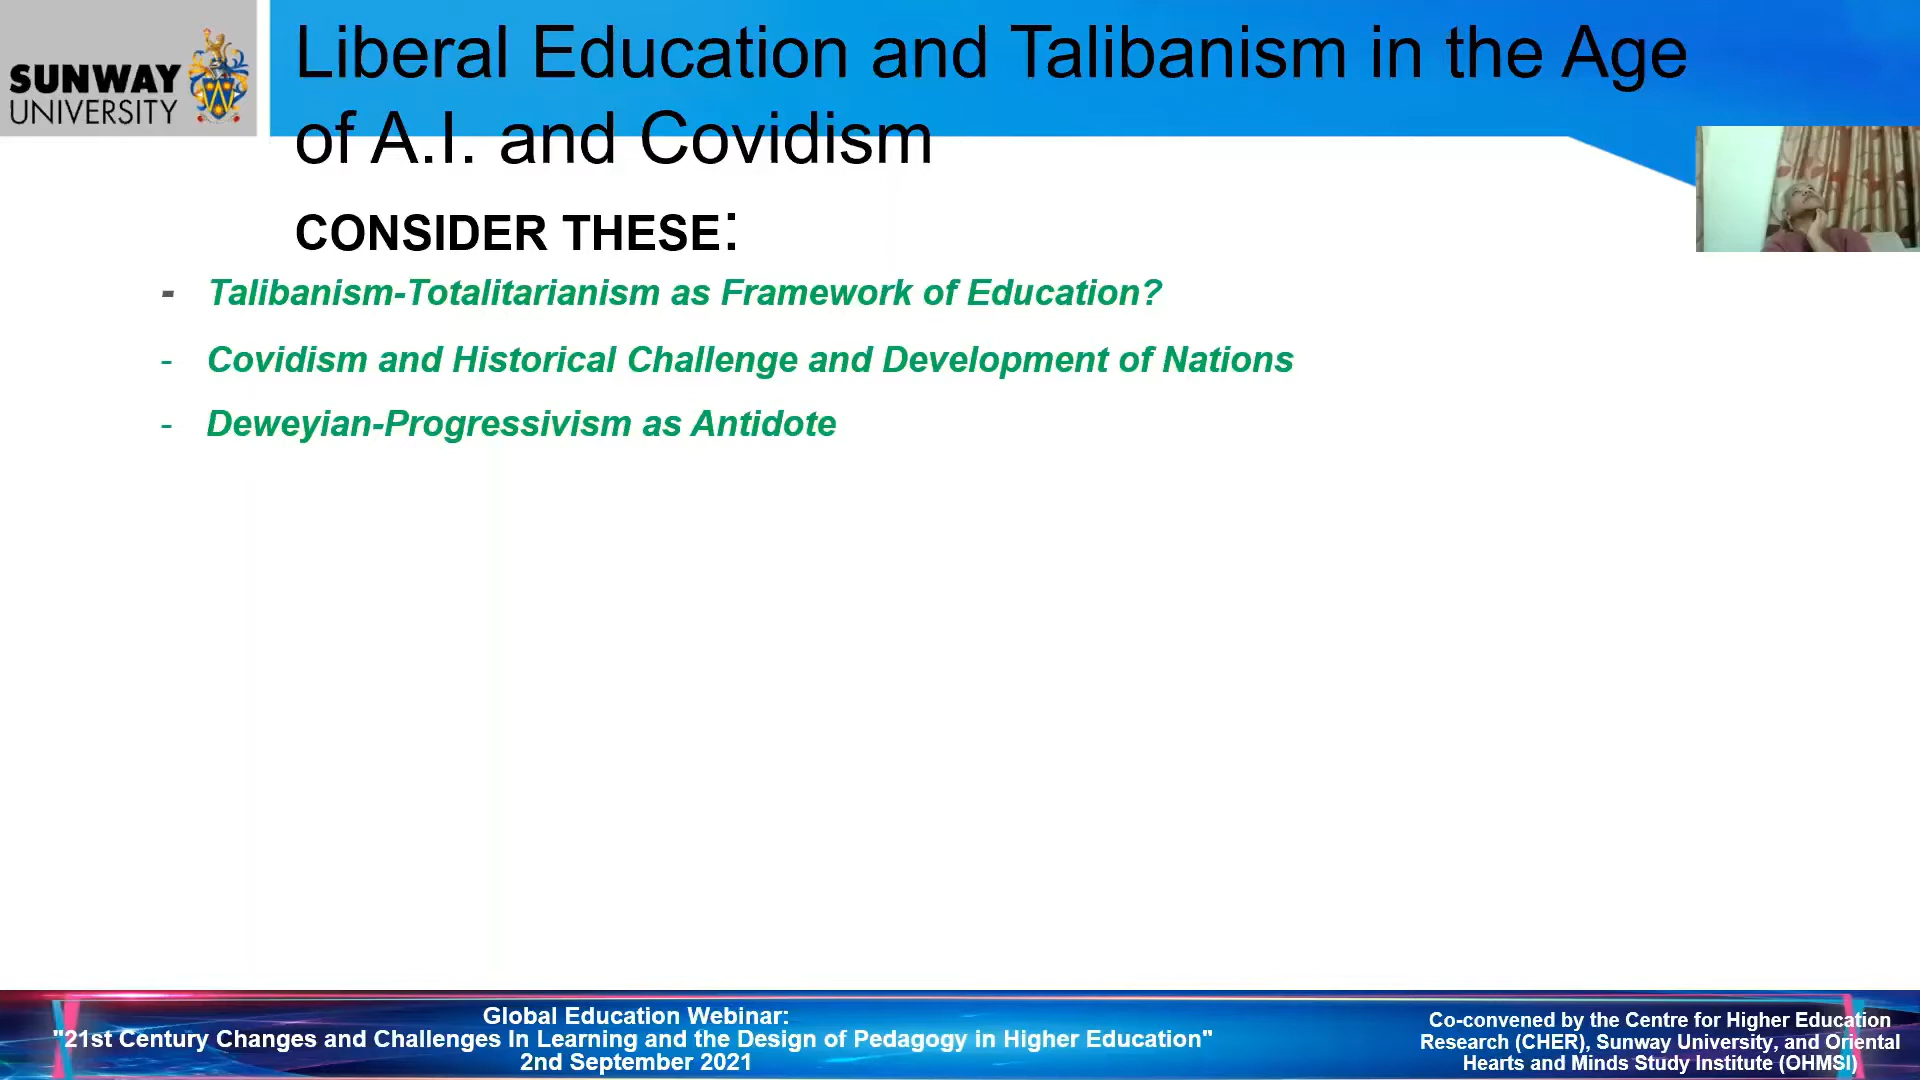 SUNWAY
UNIVERSITY
Liberal Education and Talibanism in the Age
of A.I. and Covidism
CONSIDER THESE:
- Talibanism-Totalitarianism as Framework of Education?
- Covidism and Historical Challenge and Development of Nations
- Deweyian-Progressivism as Antidote
Global Education Webinar:
"21st Century Changes and Challenges In Learning and the Design of Pedagogy in Higher Education"
2nd September 2021
Co-convened by the Centre for Higher Education
Research (CHER), Sunway University, and Oriental
Hearts and Minds Study Institute (OHMSI)